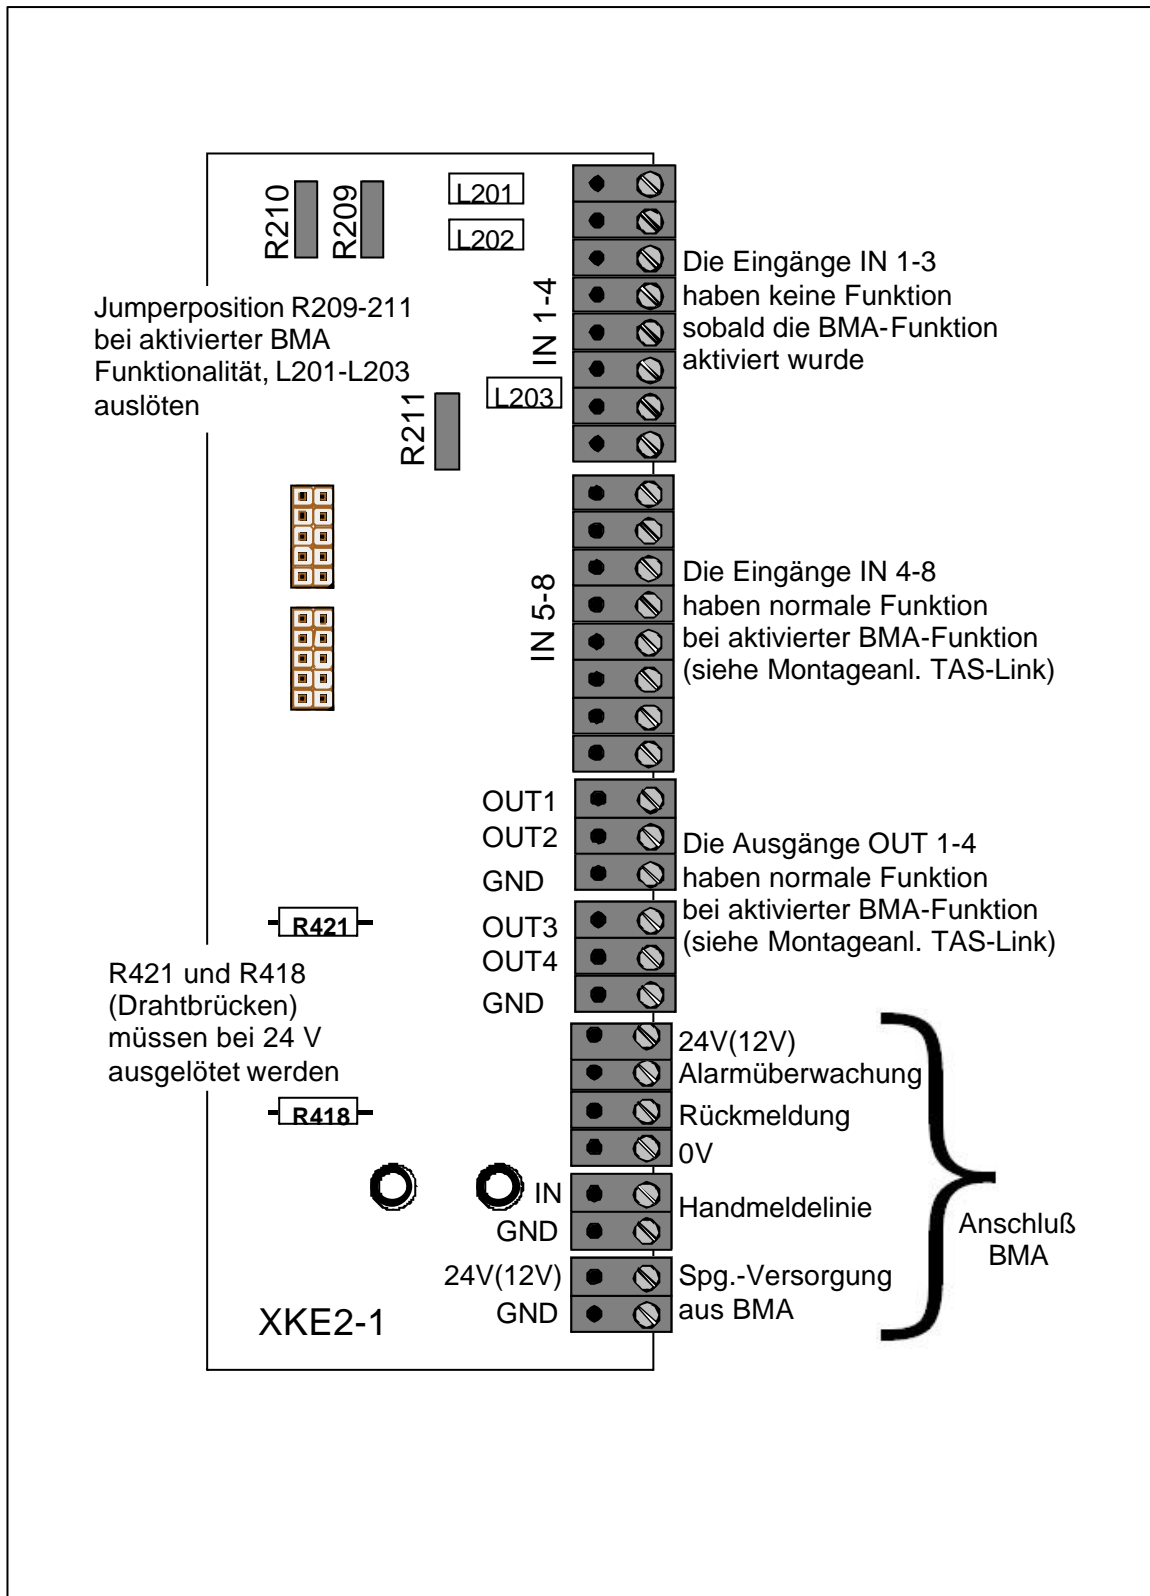 R210
R209
L201
L202
IN 1-4
Die Eingänge IN 1-3
haben keine Funktion
sobald die BMA-Funktion
aktiviert wurde
Jumperposition R209-211
bei aktivierter BMA
Funktionalität, L201-L203
auslöten
L203
R211
IN 5-8
Die Eingänge IN 4-8
haben normale Funktion
bei aktivierter BMA-Funktion
(siehe Montageanl. TAS-Link)
OUT1
OUT2
GND
OUT3
OUT4
GND
Die Ausgänge OUT 1-4
haben normale Funktion
bei aktivierter BMA-Funktion
(siehe Montageanl. TAS-Link)
R421
R421 und R418
(Drahtbrücken)
müssen bei 24 V
ausgelötet werden
R418
24V(12V)
Alarmüberwachung
Rückmeldung
0V
IN
GND
Handmeldelinie
24V(12V)
GND
Spg.-Versorgung
aus BMA
Anschluß
BMA
XKE2-1